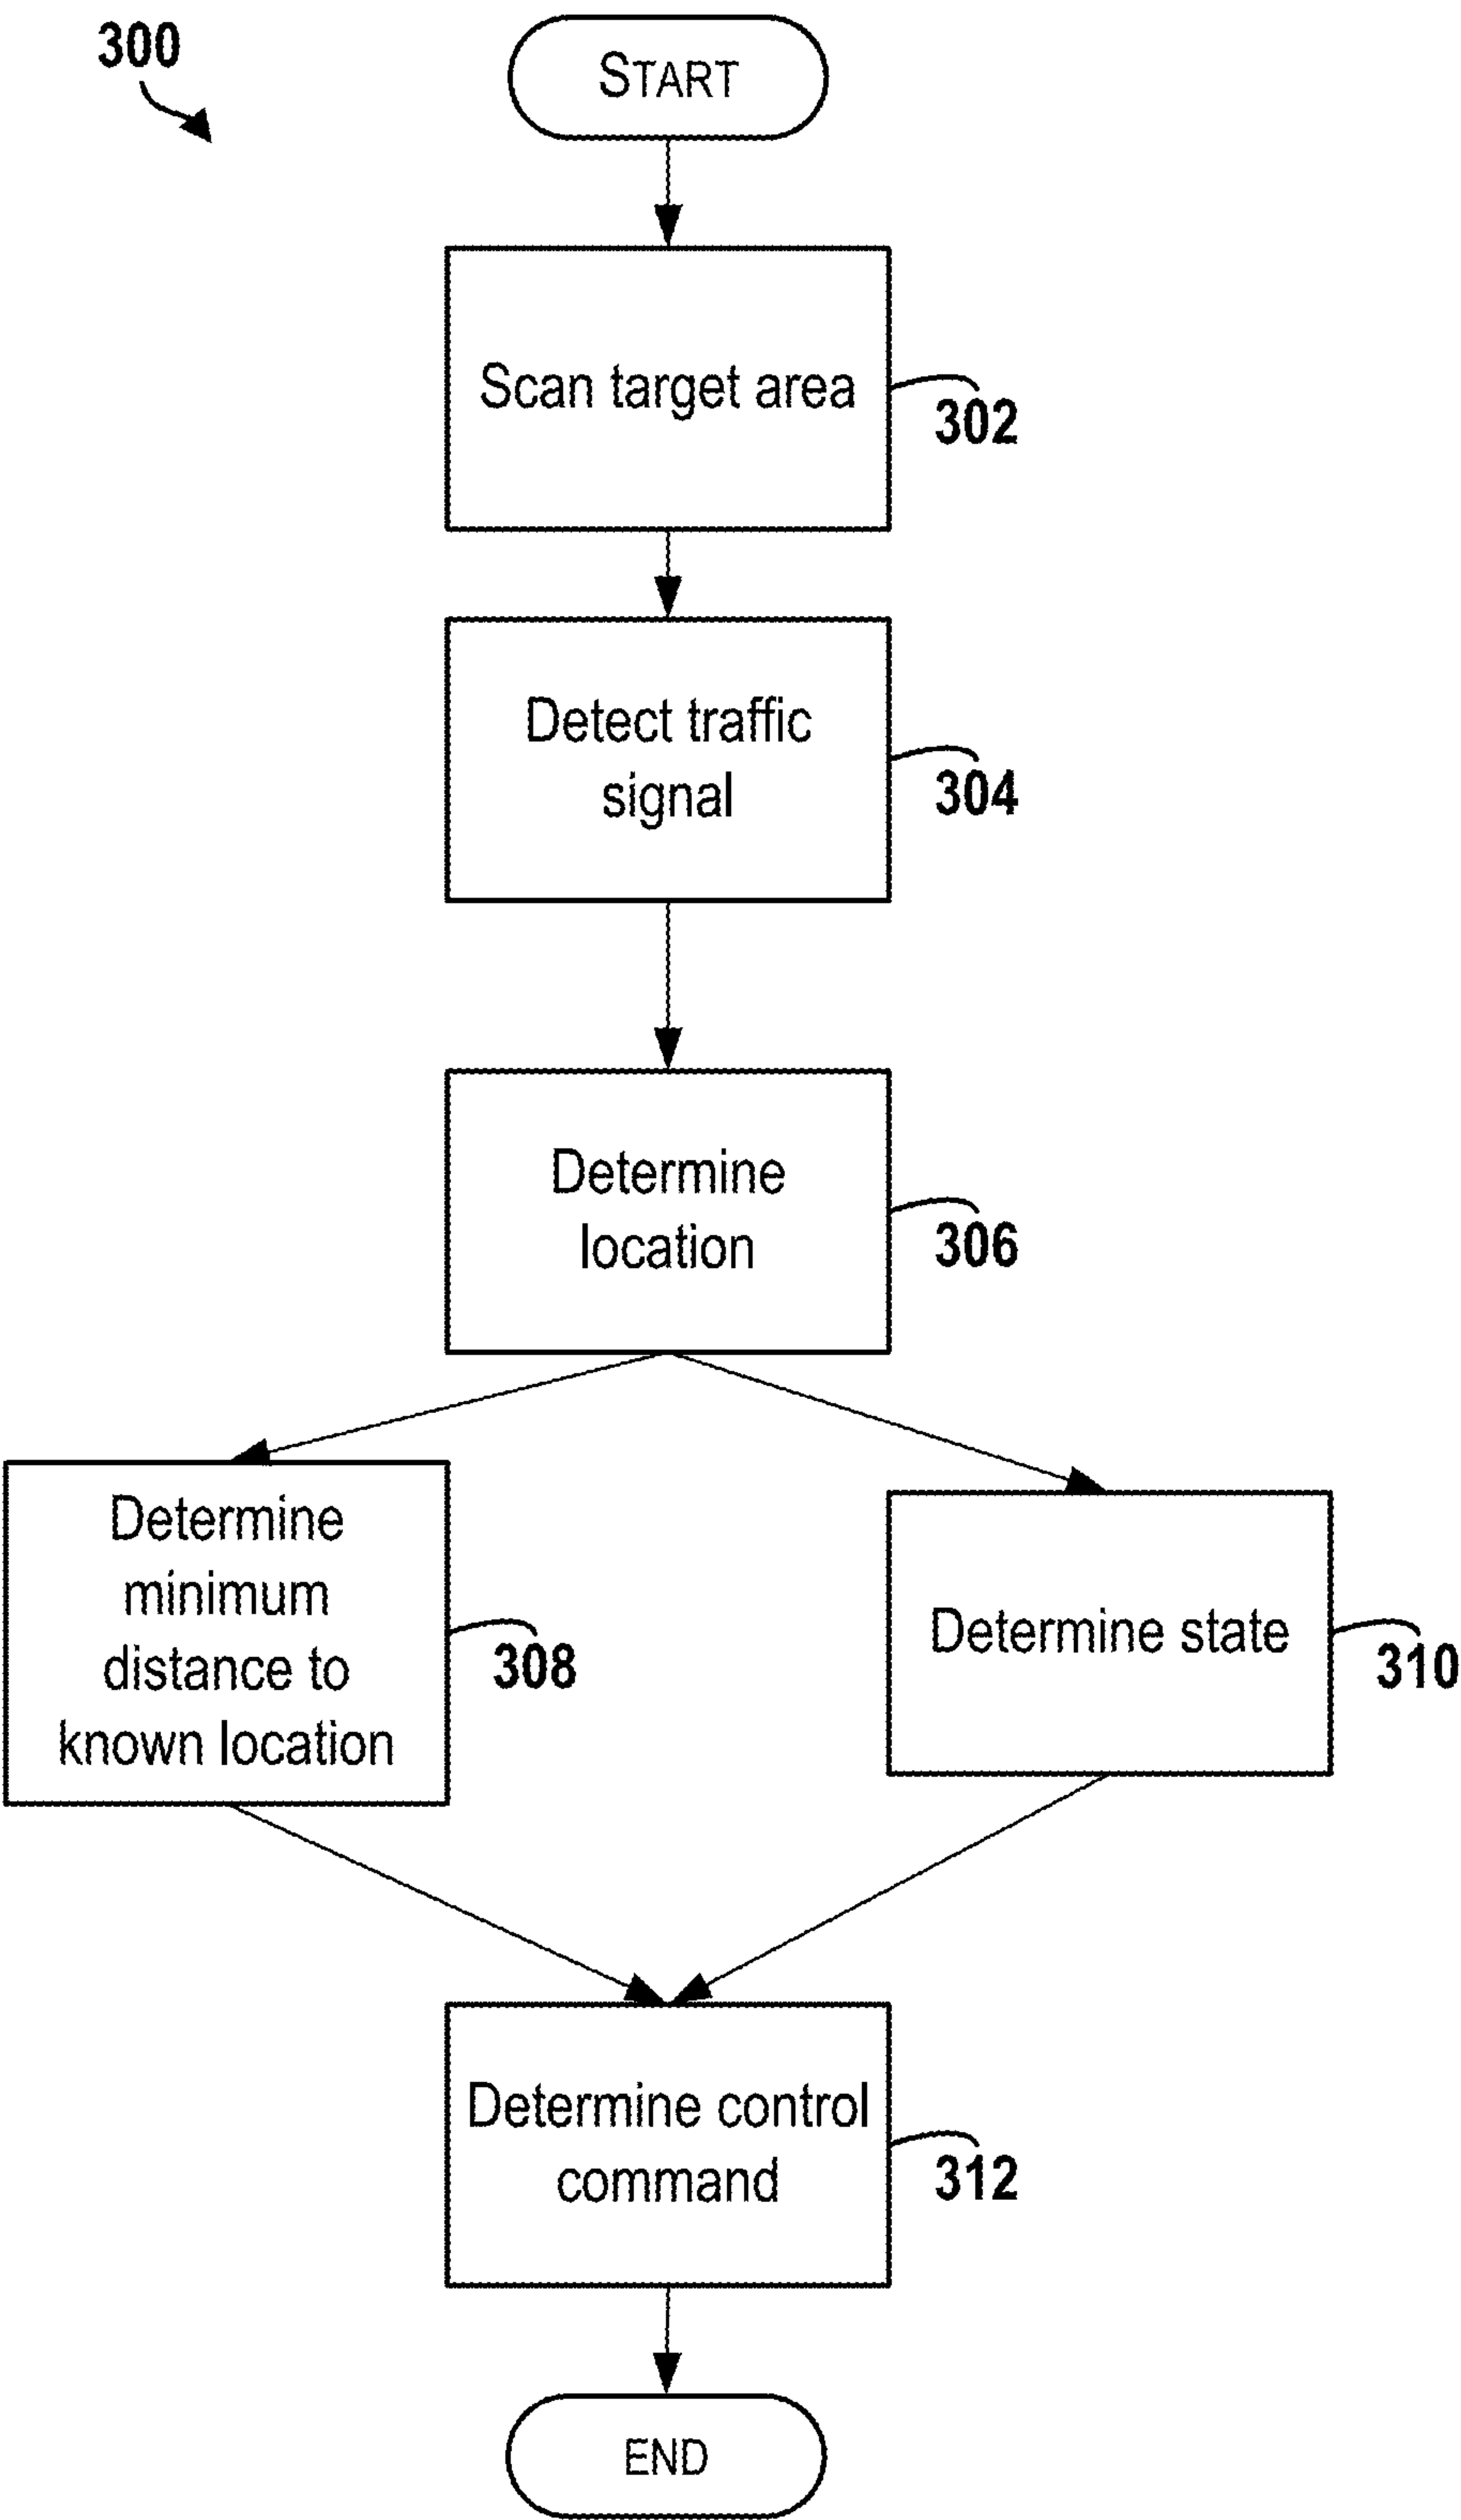 300
START
Scan target area
302
Detect traffic
signal
304
Determine
location
306
Determine
minimum
distance to
known location
308
Determine state
310
Determine control
command
312
END